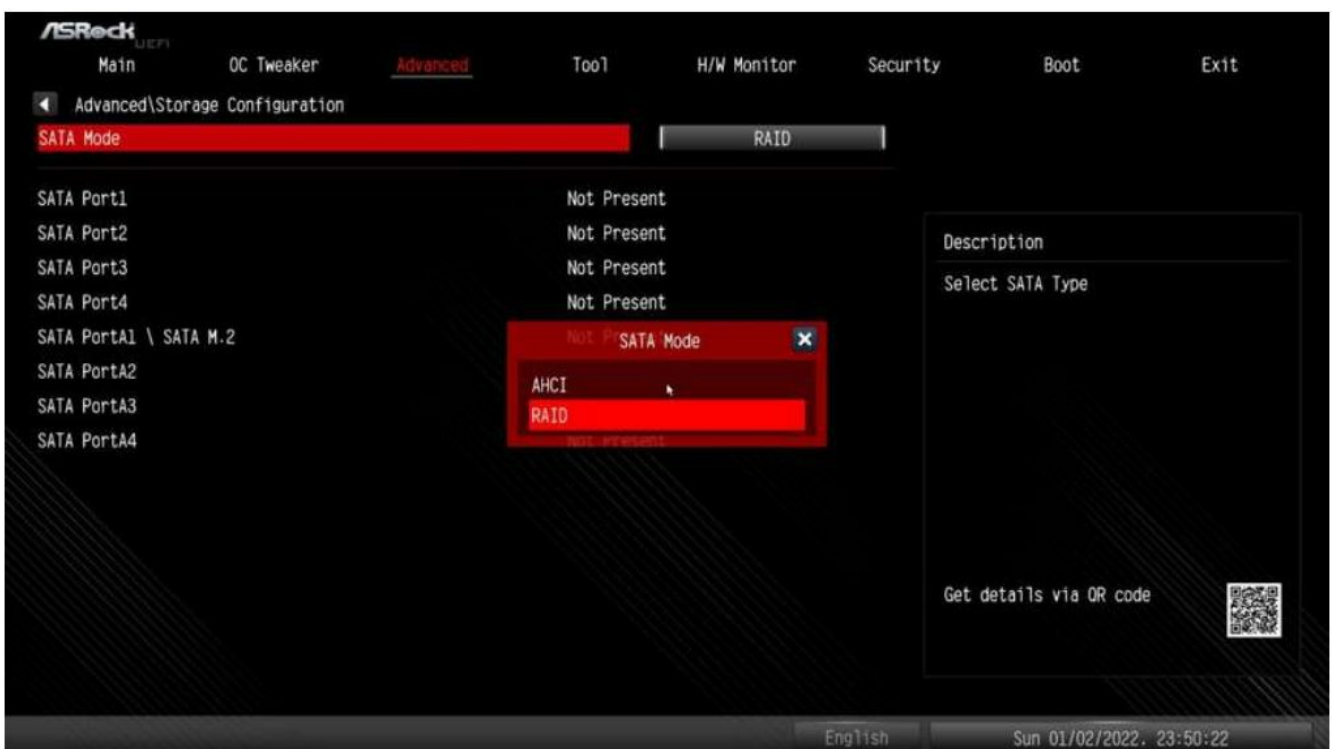 ASRock
UEFI
Main OC Tweaker Advanced Tool H/W Monitor Security Boot Exit
Advanced\Storage Configuration
SATA Mode RAID
SATA Port1 Not Present
SATA Port2 Not Present
SATA Port3 Not Present
SATA Port4 Not Present
SATA PortA1 \ SATA M.2
SATA PortA2
SATA PortA3
SATA PortA4 Not Present
SATA Mode
AHCI
RAID
Description
Select SATA Type
Get details via QR code
English Sun 01/02/2022. 23:50:22